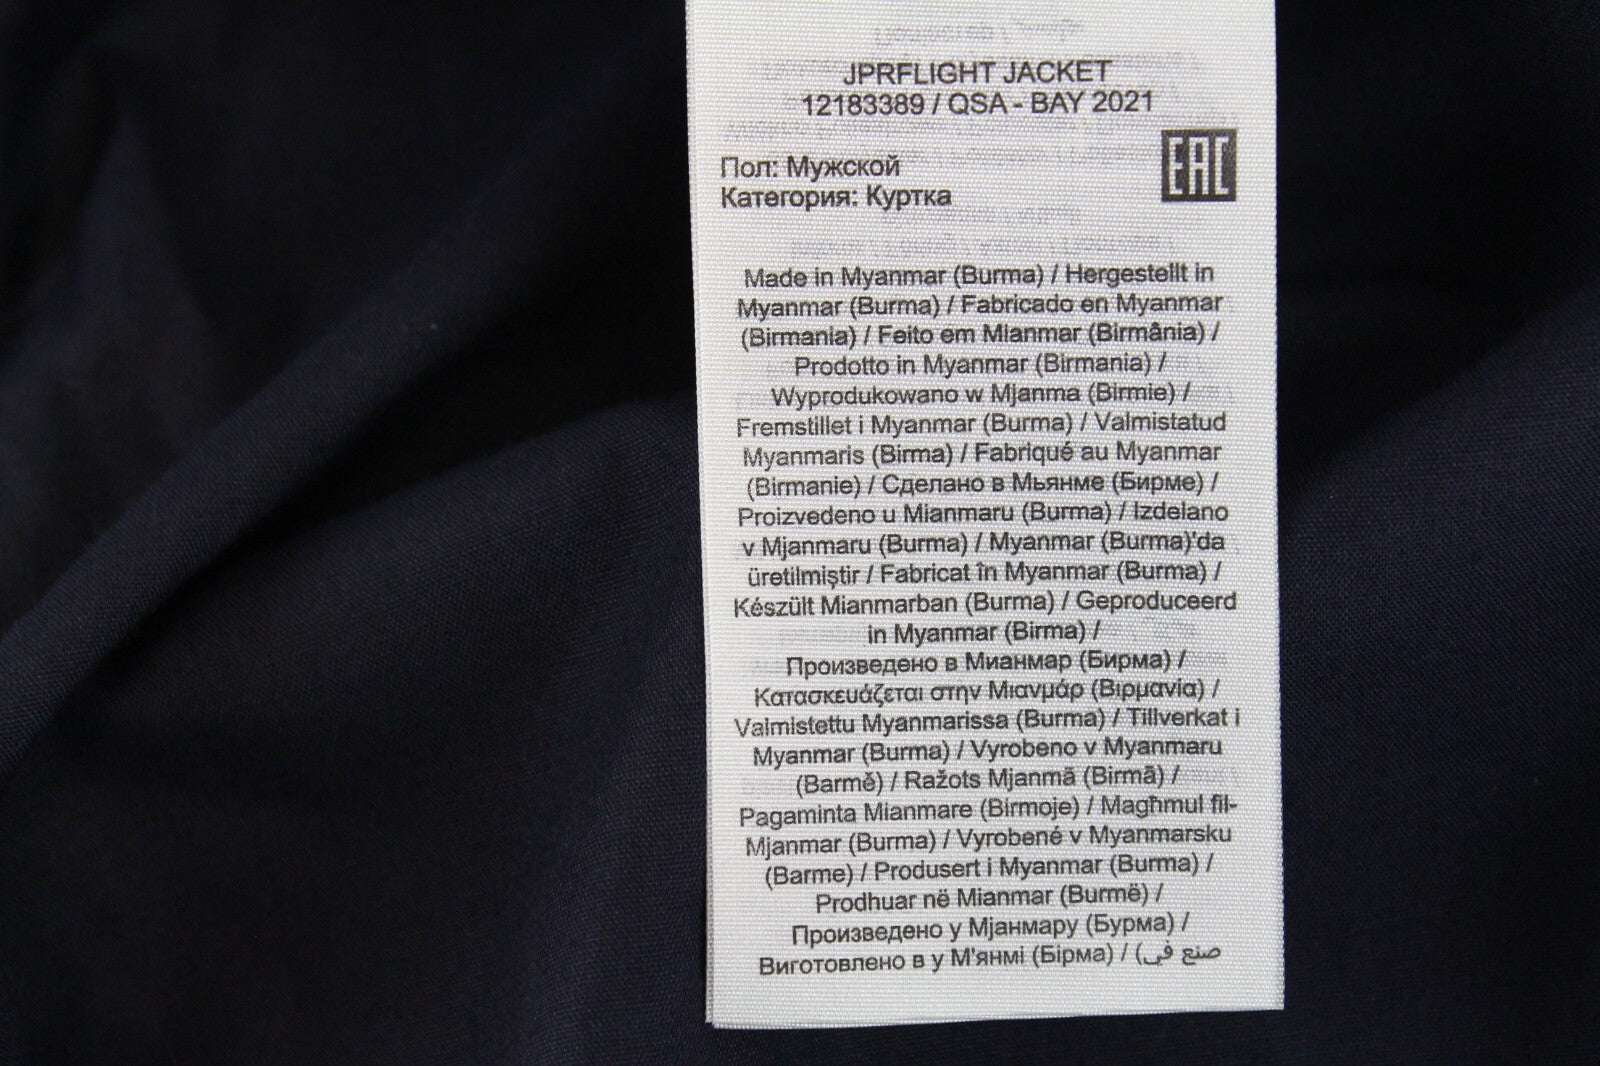 JPRFLIGHT JACKET
12183389 / QSA - BAY 2021
EAC
Пол: Мужской
Категория: Куртка
Made in Myanmar (Burma) / Hergestellt in
Myanmar (Burma) / Fabricado en Myanmar
(Birmania) / Feito em Mianmar (Birmânia) /
Prodotto in Myanmar (Birmania) /
Wyprodukowano w Mjanma (Birmie) /
Fremstillet i Myanmar (Burma) / Valmistatud
Myanmaris (Birma) / Fabriqué au Myanmar
(Birmanie) / Сделано в Мьянме (Бирме) /
Proizvedeno u Mianmaru (Burma) / Izdelano
v Mjanmaru (Burma) / Myanmar (Burma)'da
üretilmiştir / Fabricat în Myanmar (Burma) /
Készült Mianmarban (Burma) / Geproduceerd
in Myanmar (Birma) /
Произведено в Мианмар (Бирма) /
Κατασκευάζεται στην Μιανμάρ (Βιρμανία) /
Valmistettu Myanmarissa (Burma) / Tillverkat i
Myanmar (Burma) / Vyrobeno v Myanmaru
(Barmě) / Ražots Mjanmā (Birmā) /
Pagaminta Mianmare (Birmoje) / Magħmul fil-
Mjanmar (Burma) / Vyrobené v Myanmarsku
(Barme) / Produsert i Myanmar (Burma) /
Prodhuar në Mianmar (Burmë) /
Произведено у Мјанмару (Бурма) /
Виготовлено в у М'янмі (Бірма) / (صنع في